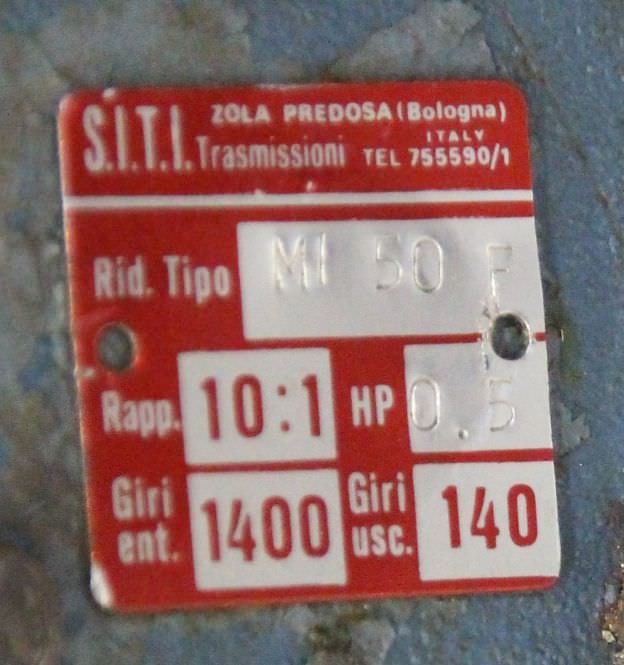 ZOLA PREDOSA (Bologna)
ITALY
S.I.T.I. Trasmissioni TEL 755590/1
Rid. Tipo MI 50 F
Rapp. 10:1 HP 0.5
Giri ent. 1400 Giri usc. 140